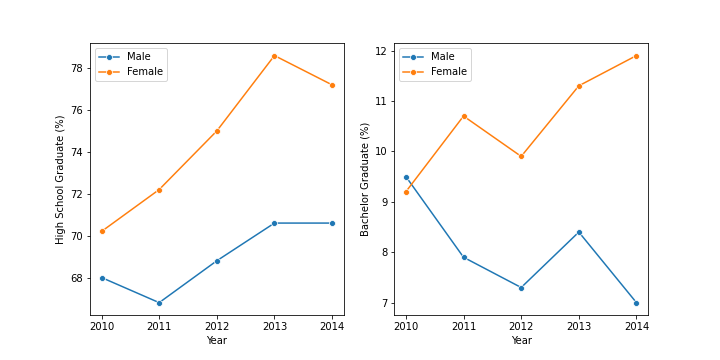 High School Graduate (%)
78
76
74
72
70
68
Male
Female
2010 2011 2012 2013 2014
Year
Bachelor Graduate (%)
12
11
10
9
8
7
Male
Female
2010 2011 2012 2013 2014
Year